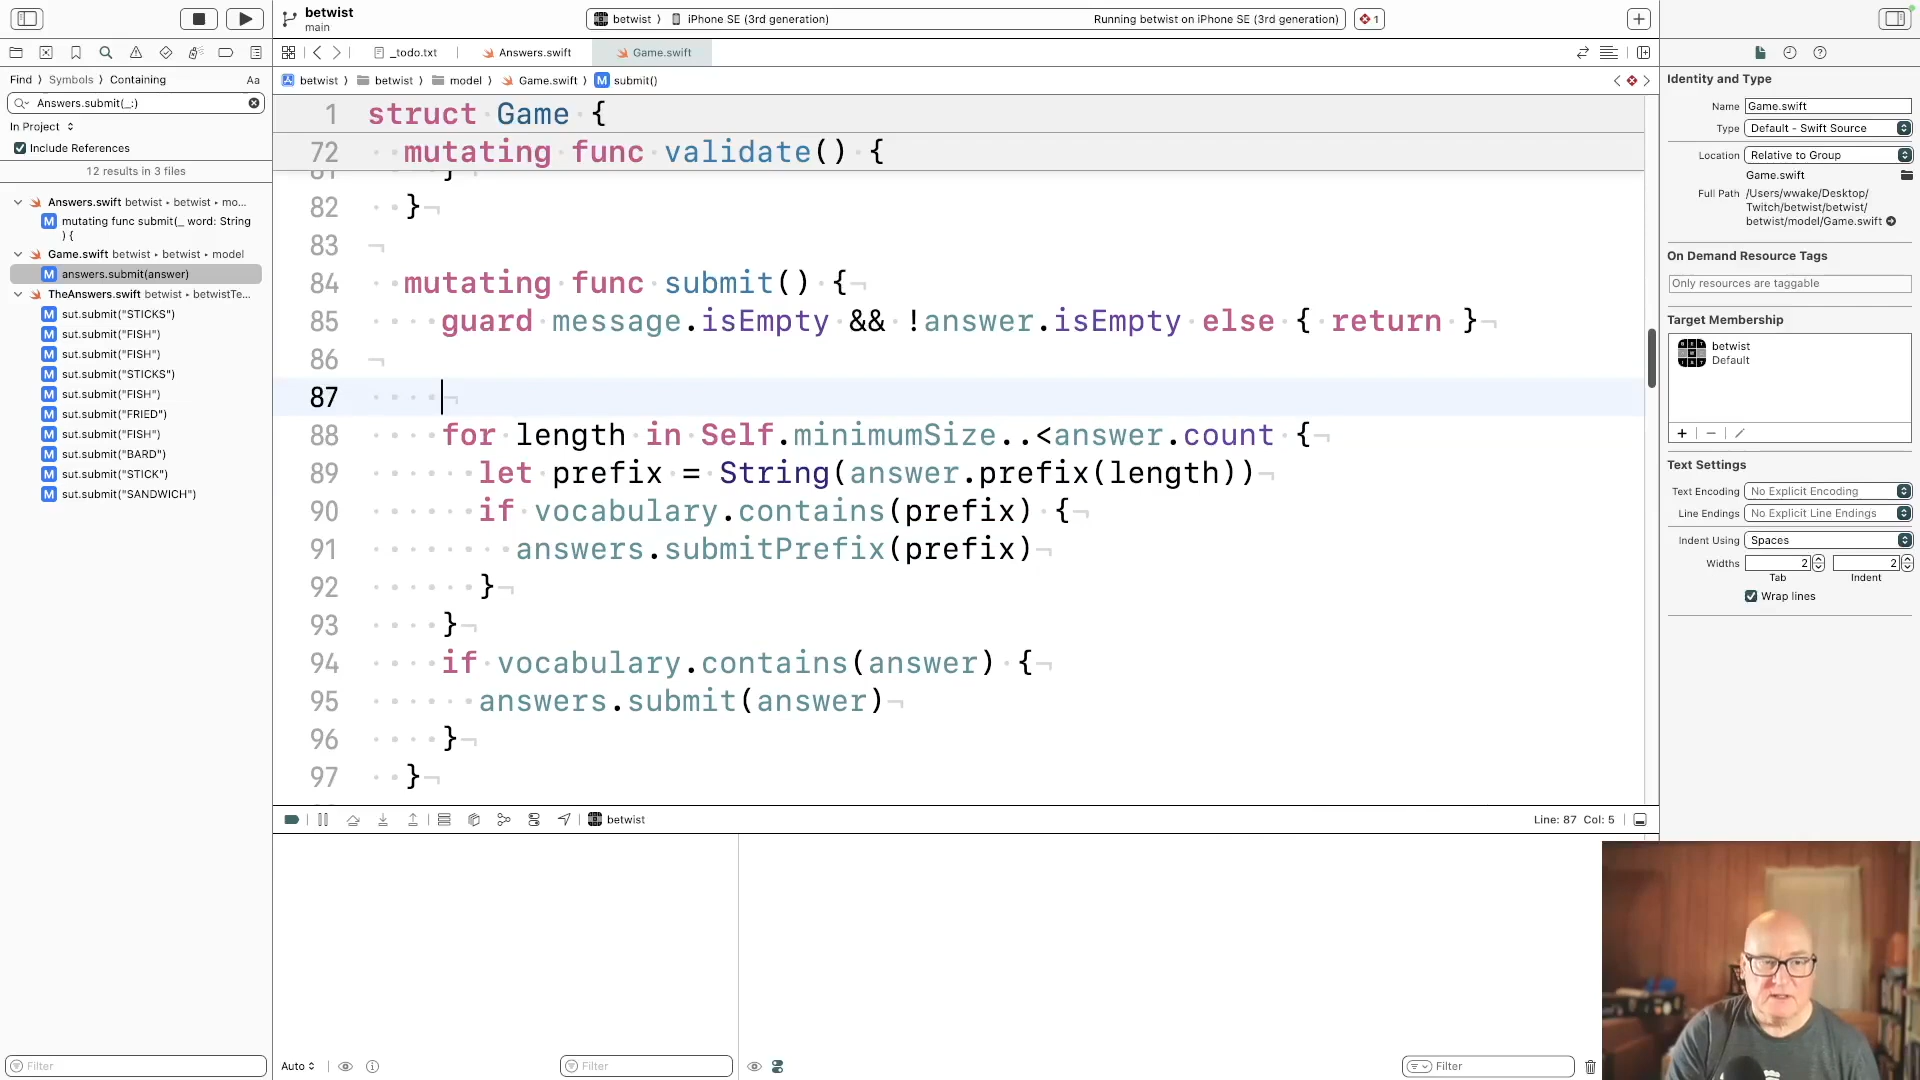 betwist
main
betwist
iPhone SE (3rd generation)
Running betwist on iPhone SE (3rd generation)
1
_todo.txt
Answers.swift
Game.swift
Find
Symbols
Containing
Aa
betwist
betwist
model
Game.swift
M
submit()
Answers.submit(_:)
In Project
Include References
12 results in 3 files
Answers.swift betwist • betwist • mo...
M mutating func submit(_ word: String
) {
Game.swift betwist • betwist • model
M answers.submit(answer)
TheAnswers.swift betwist • betwistTe...
M sut.submit("STICKS")
M sut.submit("FISH")
M sut.submit("FISH")
M sut.submit("STICKS")
M sut.submit("FISH")
M sut.submit("FRIED")
M sut.submit("FISH")
M sut.submit("BARD")
M sut.submit("STICK")
M sut.submit("SANDWICH")
Filter
1 struct Game {
72 mutating func validate() {
81 }
82 }
83
84 mutating func submit() {
85 guard message.isEmpty && !answer.isEmpty else { return }
86
87
88 for length in Self.minimumSize..<answer.count {
89 let prefix = String(answer.prefix(length))
90 if vocabulary.contains(prefix) {
91 answers.submitPrefix(prefix)
92 }
93 }
94 if vocabulary.contains(answer) {
95 answers.submit(answer)
96 }
97 }
betwist
Line: 87 Col: 5
Auto
Filter
Filter
Identity and Type
Name Game.swift
Type Default - Swift Source
Location Relative to Group
Game.swift
Full Path /Users/wwake/Desktop/
Twitch/betwist/betwist/
betwist/model/Game.swift
On Demand Resource Tags
Only resources are taggable
Target Membership
betwist
Default
Text Settings
Text Encoding No Explicit Encoding
Line Endings No Explicit Line Endings
Indent Using Spaces
Widths 2 2
Tab Indent
Wrap lines